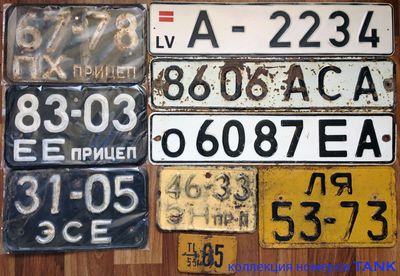 67-78
ПХ ПРИЦЕП
83-03
ЕЕ ПРИЦЕП
31-05
ЭСЕ
LV A-2234
8606 АСА
О 6087 ЕА
46-33
ПР-П
ЛЯ
53-73
85
коллекция номеров TANK